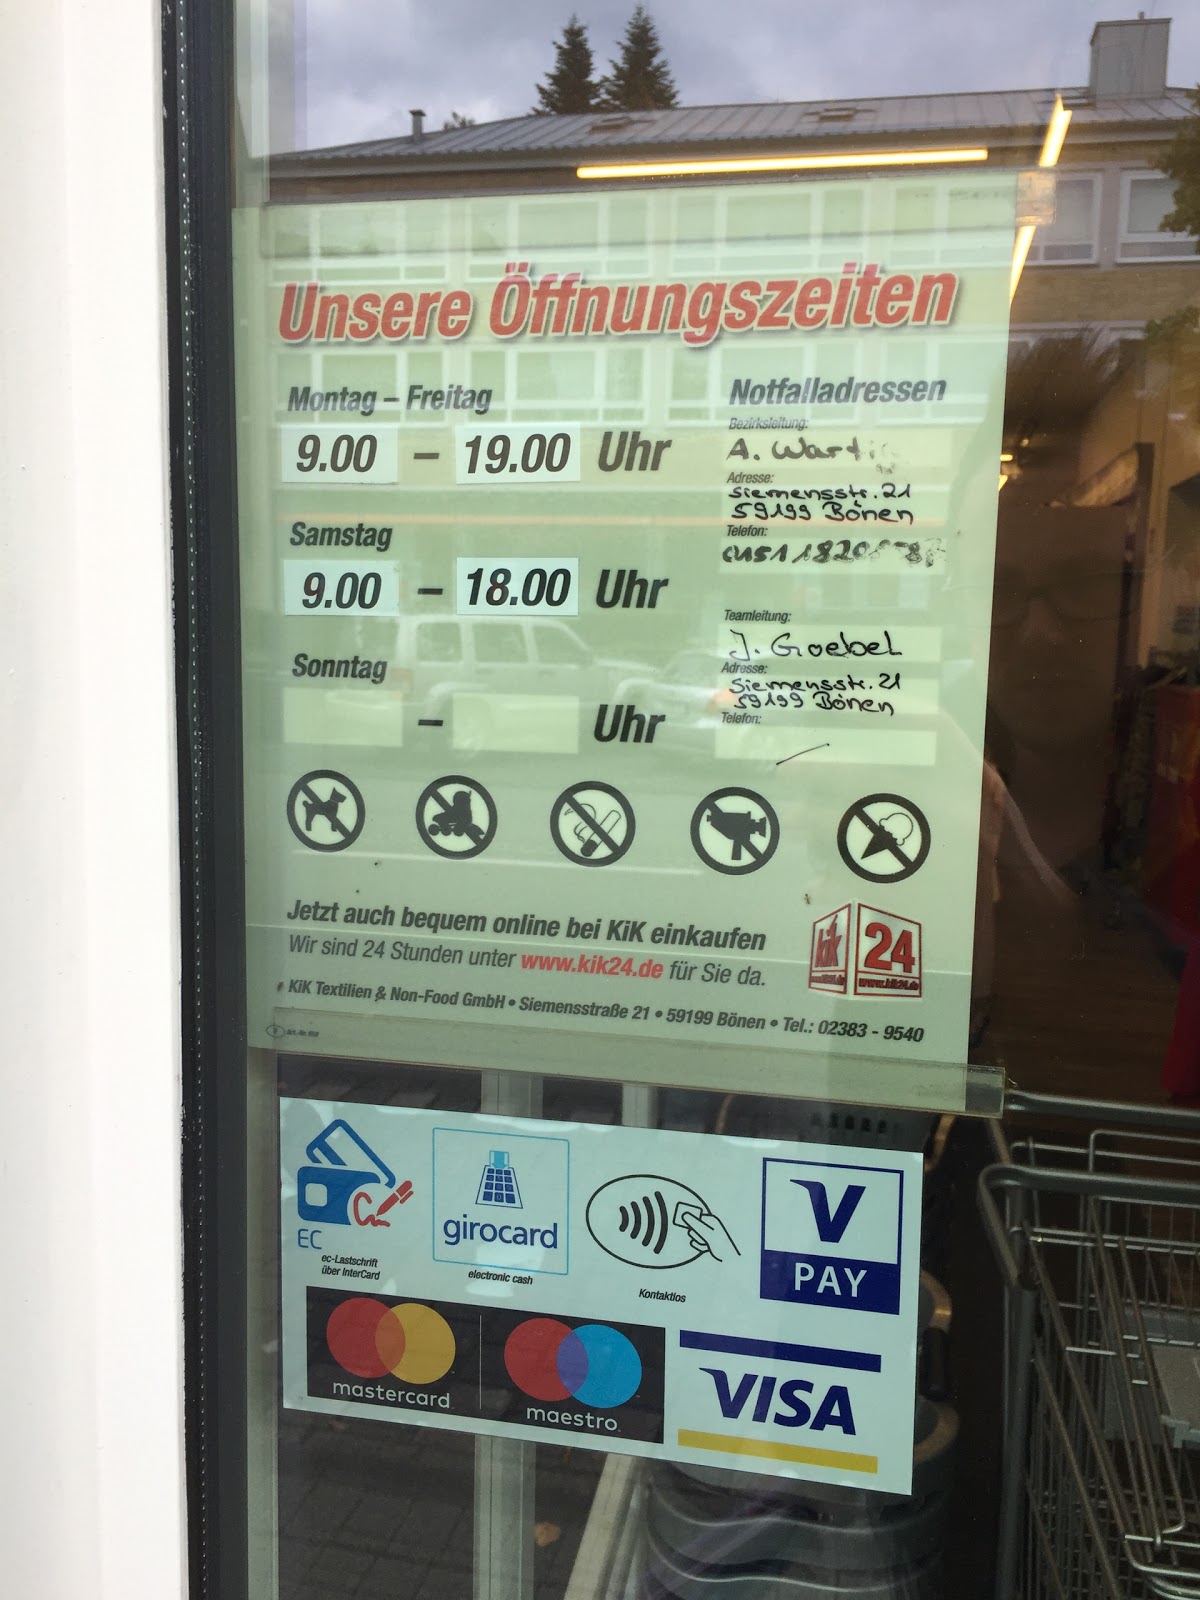 Unsere Öffnungszeiten
Montag – Freitag
9.00 – 19.00 Uhr
Samstag
9.00 – 18.00 Uhr
Sonntag
– Uhr
Notfalladressen
Bezirksleitung:
A.
Adresse:
Siemensstr. 21
59199 Bönen
Telefon:
Teamleitung:
J. Goebel
Adresse:
Siemensstr. 21
59199 Bönen
Telefon:
Jetzt auch bequem online bei KiK einkaufen
Wir sind 24 Stunden unter www.kik24.de für Sie da.
kik 24
www.kik24.de
KiK Textilien & Non-Food GmbH • Siemensstraße 21 • 59199 Bönen • Tel.: 02383 - 9540
EC
ec-Lastschrift
über InterCard
girocard
electronic cash
Kontaktlos
V
PAY
mastercard
maestro
VISA